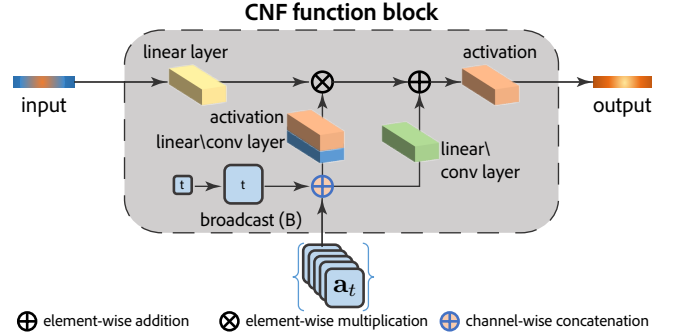 CNF function block
linear layer
activation
input
output
activation
linear\conv layer
linear\
conv layer
t
t
broadcast (B)
a_t
element-wise addition
element-wise multiplication
channel-wise concatenation